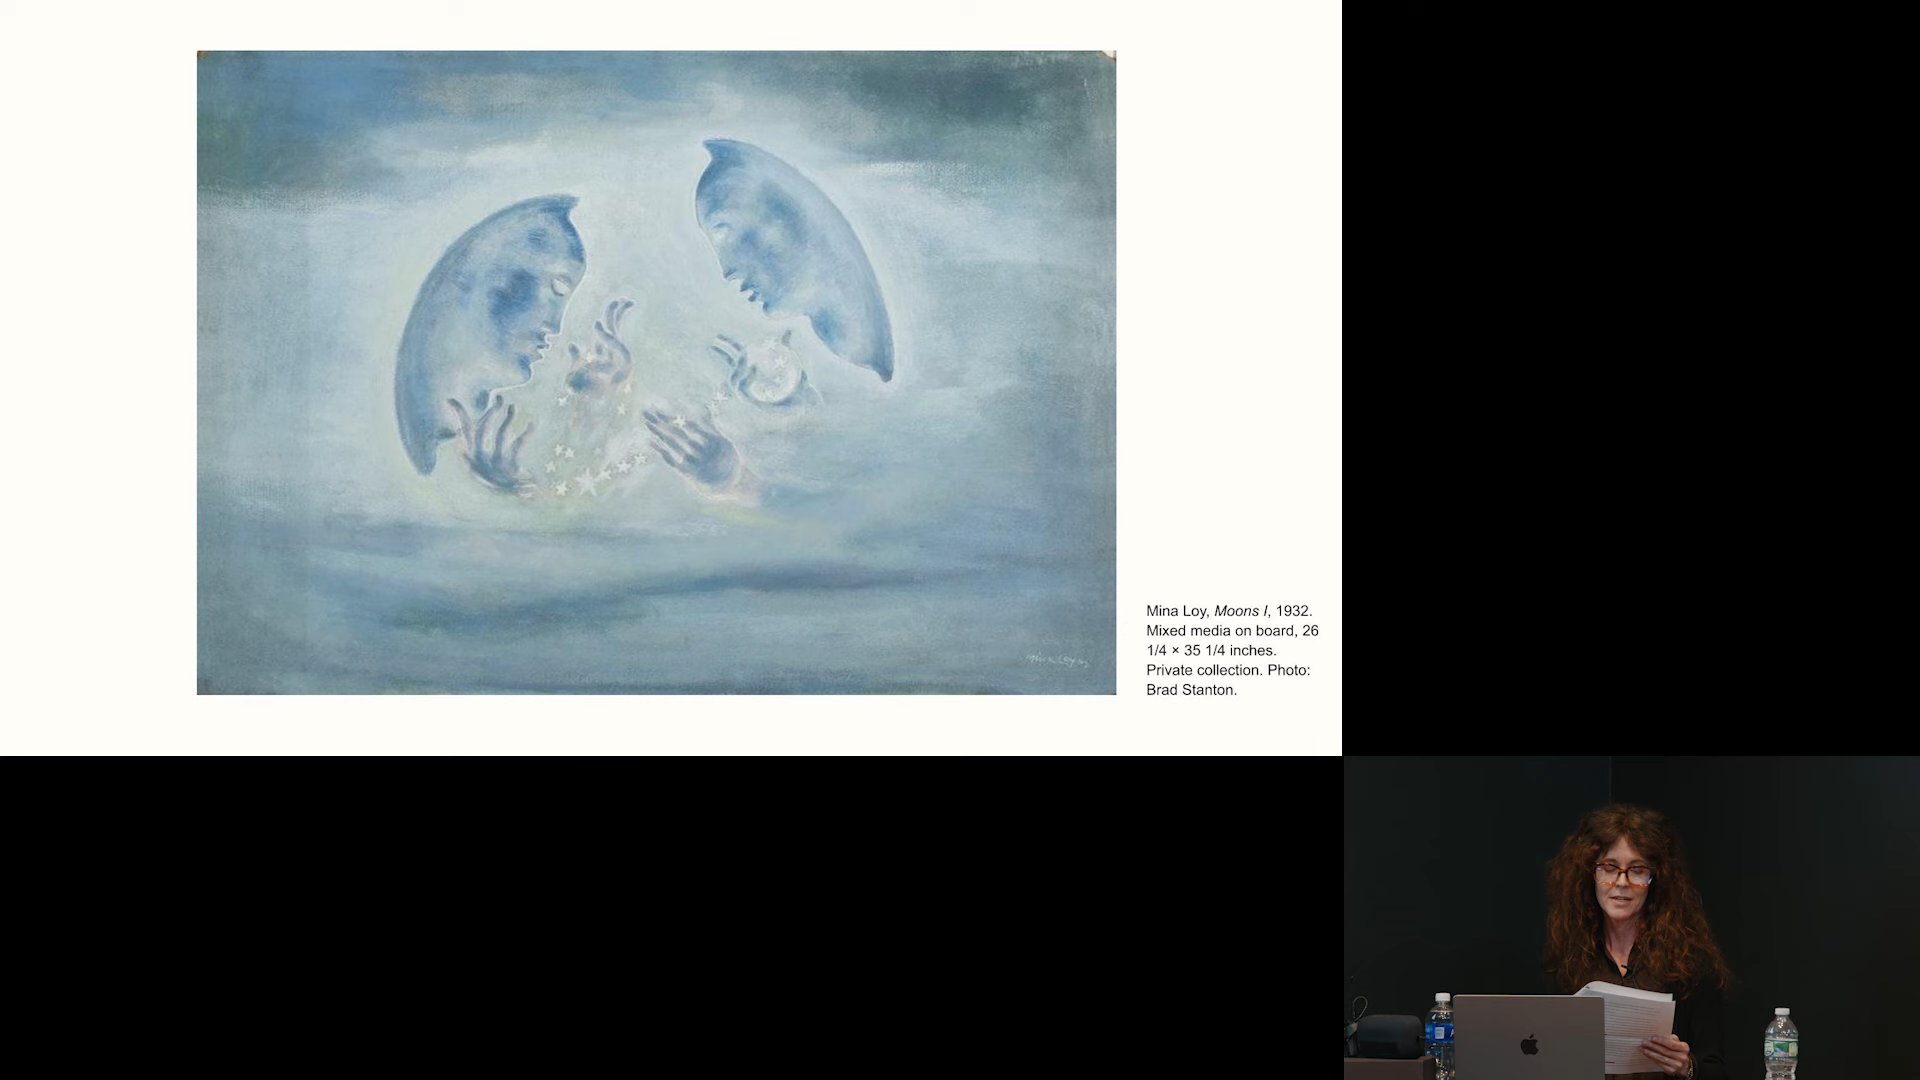 Mina Loy, Moons I, 1932.
Mixed media on board, 26
1/4 × 35 1/4 inches.
Private collection. Photo:
Brad Stanton.